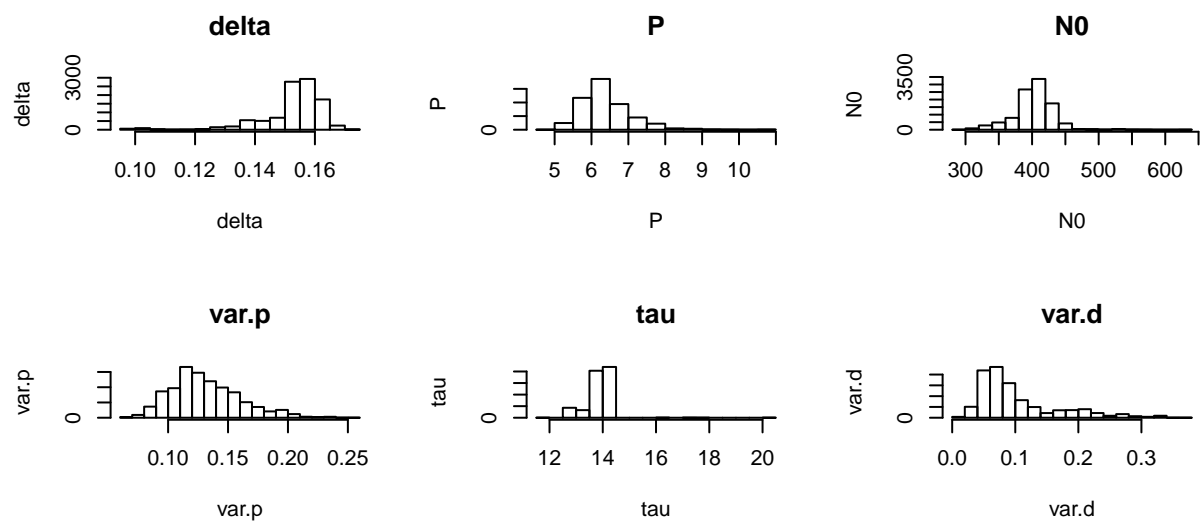 delta
delta
3000
0
0.10 0.12 0.14 0.16
delta
P
P
0
5 6 7 8 9 10
P
N0
N0
3500
0
300 400 500 600
N0
var.p
var.p
0
0.10 0.15 0.20 0.25
var.p
tau
tau
0
12 14 16 18 20
tau
var.d
var.d
0
0.0 0.1 0.2 0.3
var.d